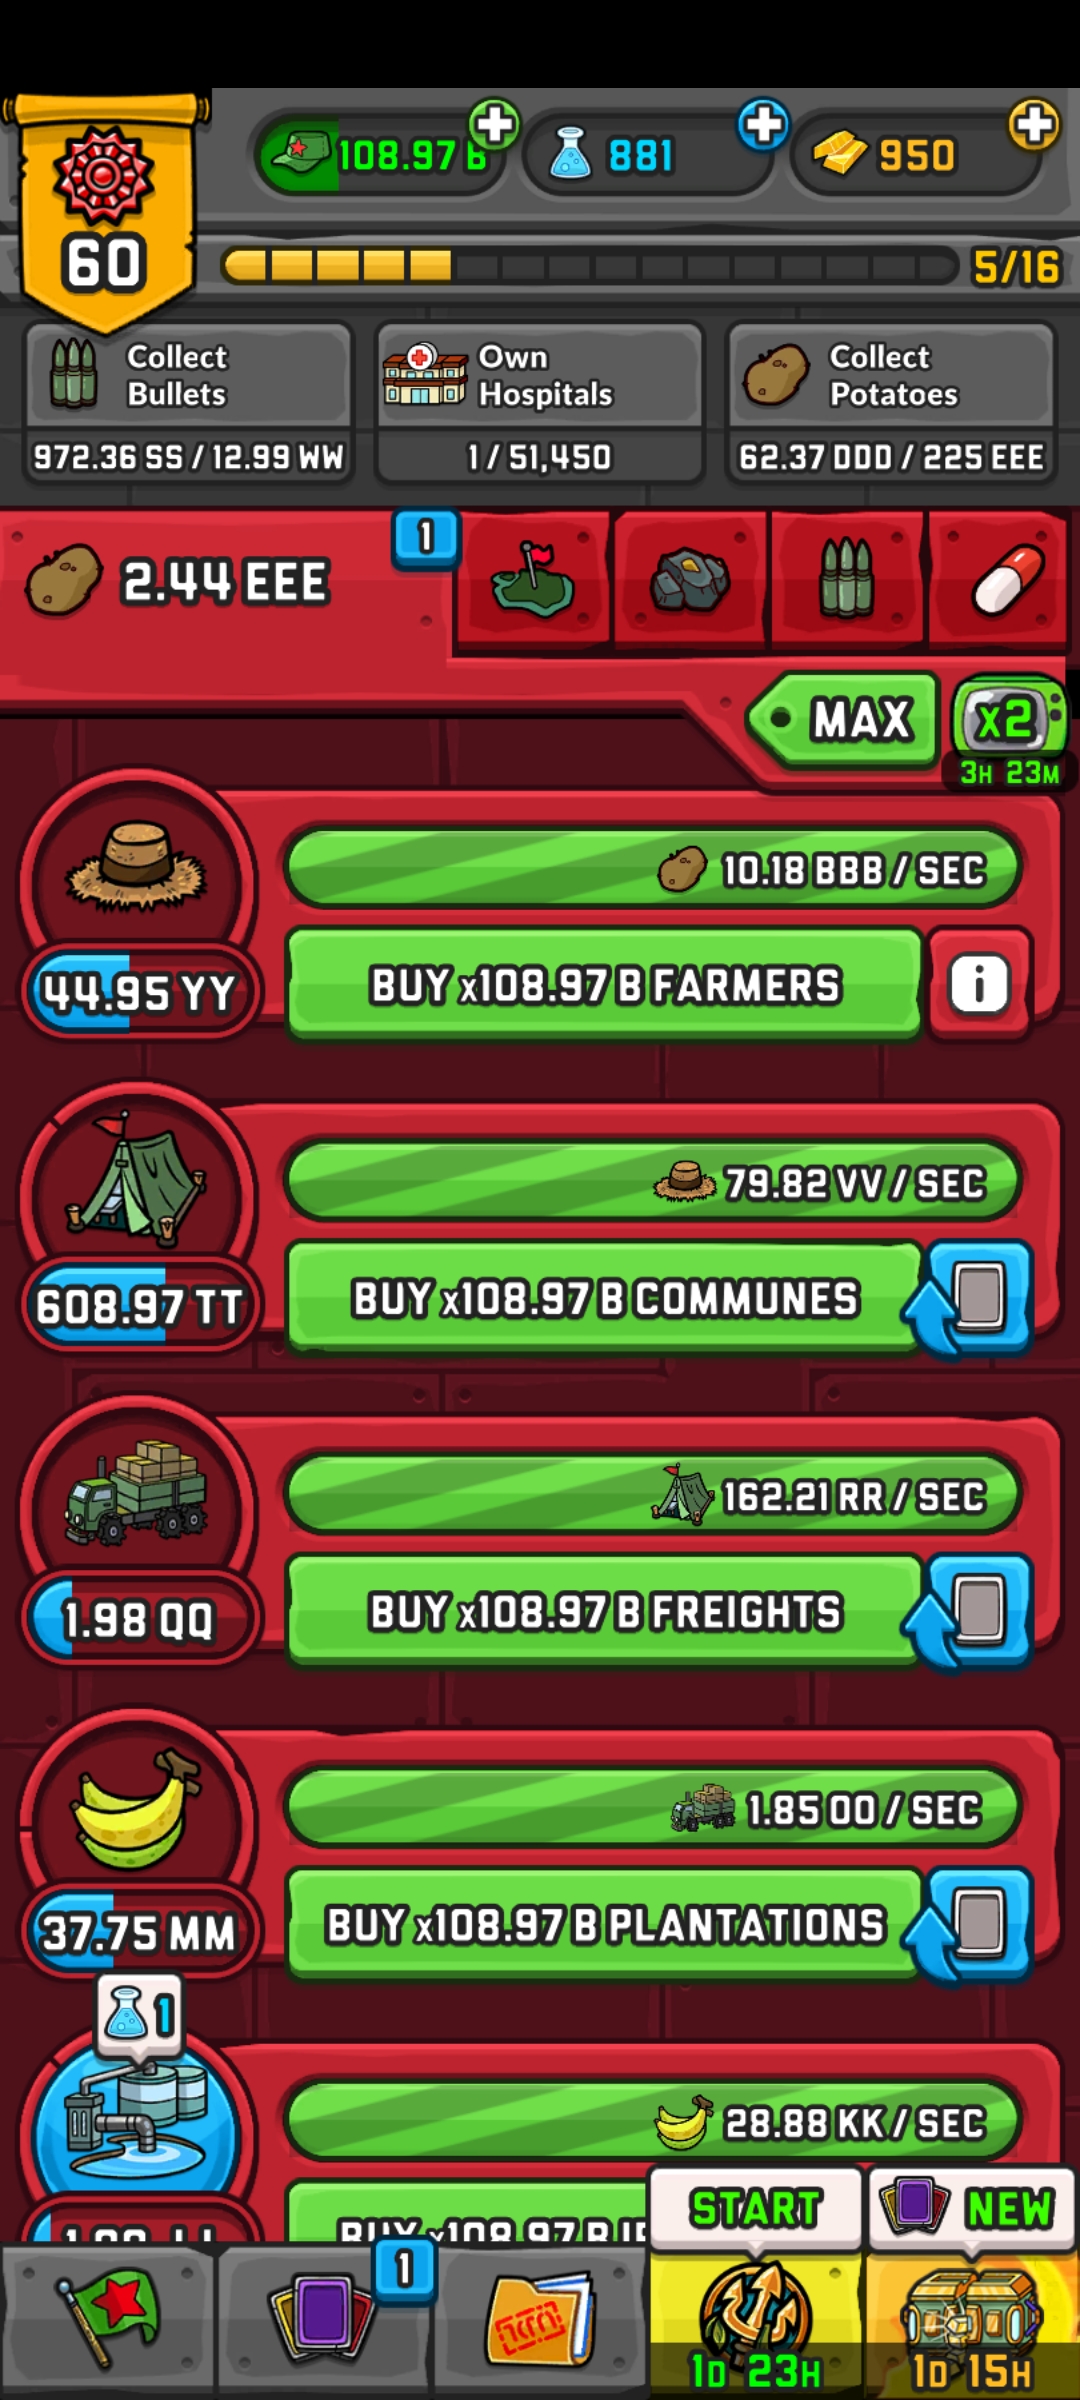 60
108.97 B
881
950
5/16
Collect
Bullets
972.36 SS / 12.99 WW
Own
Hospitals
1 / 51,450
Collect
Potatoes
62.37 DDD / 225 EEE
2.44 EEE
1
MAX
x2
3H 23M
10.18 BBB / SEC
44.95 YY
BUY x108.97 B FARMERS
i
79.82 VV / SEC
608.97 TT
BUY x108.97 B COMMUNES
162.21 RR / SEC
1.98 QQ
BUY x108.97 B FREIGHTS
1.85 OO / SEC
37.75 MM
BUY x108.97 B PLANTATIONS
1
28.88 KK / SEC
BUY x108.97 B
START
NEW
1
1D 23H
1D 15H